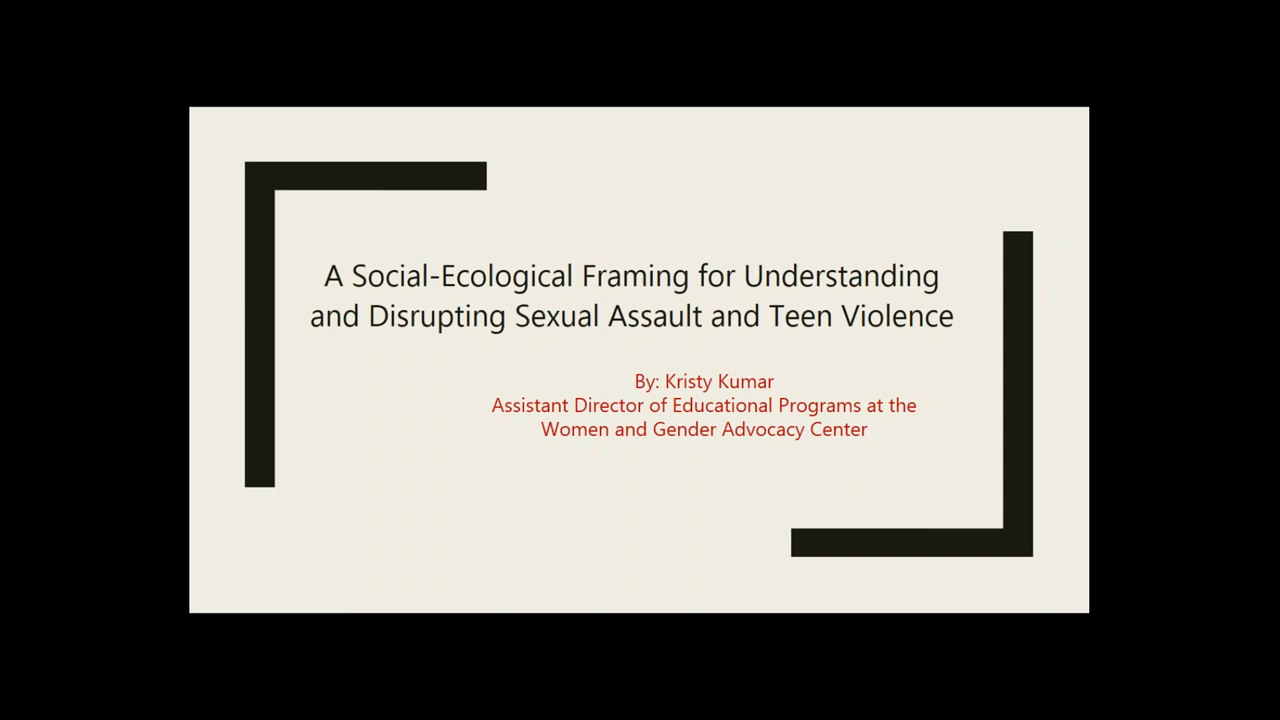 A Social-Ecological Framing for Understanding
and Disrupting Sexual Assault and Teen Violence
By: Kristy Kumar
Assistant Director of Educational Programs at the
Women and Gender Advocacy Center